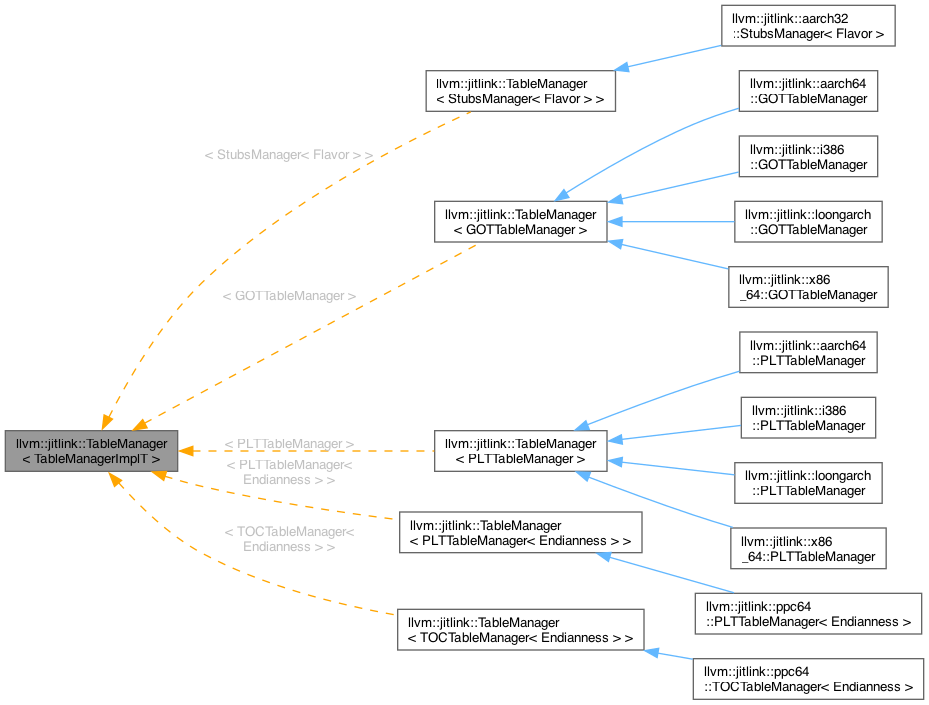 llvm::jitlink::aarch32
::StubsManager< Flavor >
llvm::jitlink::TableManager
< StubsManager< Flavor > >
llvm::jitlink::aarch64
::GOTTableManager
< StubsManager< Flavor > >
llvm::jitlink::i386
::GOTTableManager
llvm::jitlink::TableManager
< GOTTableManager >
llvm::jitlink::loongarch
::GOTTableManager
llvm::jitlink::x86
_64::GOTTableManager
< GOTTableManager >
llvm::jitlink::aarch64
::PLTTableManager
llvm::jitlink::i386
::PLTTableManager
llvm::jitlink::TableManager
< TableManagerImplT >
< PLTTableManager >
llvm::jitlink::TableManager
< PLTTableManager >
< PLTTableManager<
Endianness > >
llvm::jitlink::loongarch
::PLTTableManager
llvm::jitlink::TableManager
< PLTTableManager< Endianness > >
< TOCTableManager<
Endianness > >
llvm::jitlink::x86
_64::PLTTableManager
llvm::jitlink::ppc64
::PLTTableManager< Endianness >
llvm::jitlink::TableManager
< TOCTableManager< Endianness > >
llvm::jitlink::ppc64
::TOCTableManager< Endianness >